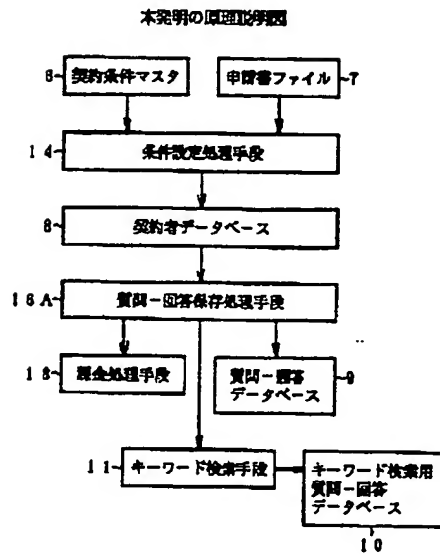 本発明の原理説明図
6 契約条件マスタ
申請書ファイル 7
14 条件設定処理手段
8 契約者データベース
16A 質問-回答保存処理手段
18 課金処理手段
質問-回答
データベース 9
11 キーワード検索手段
キーワード検索用
質問-回答
データベース
10